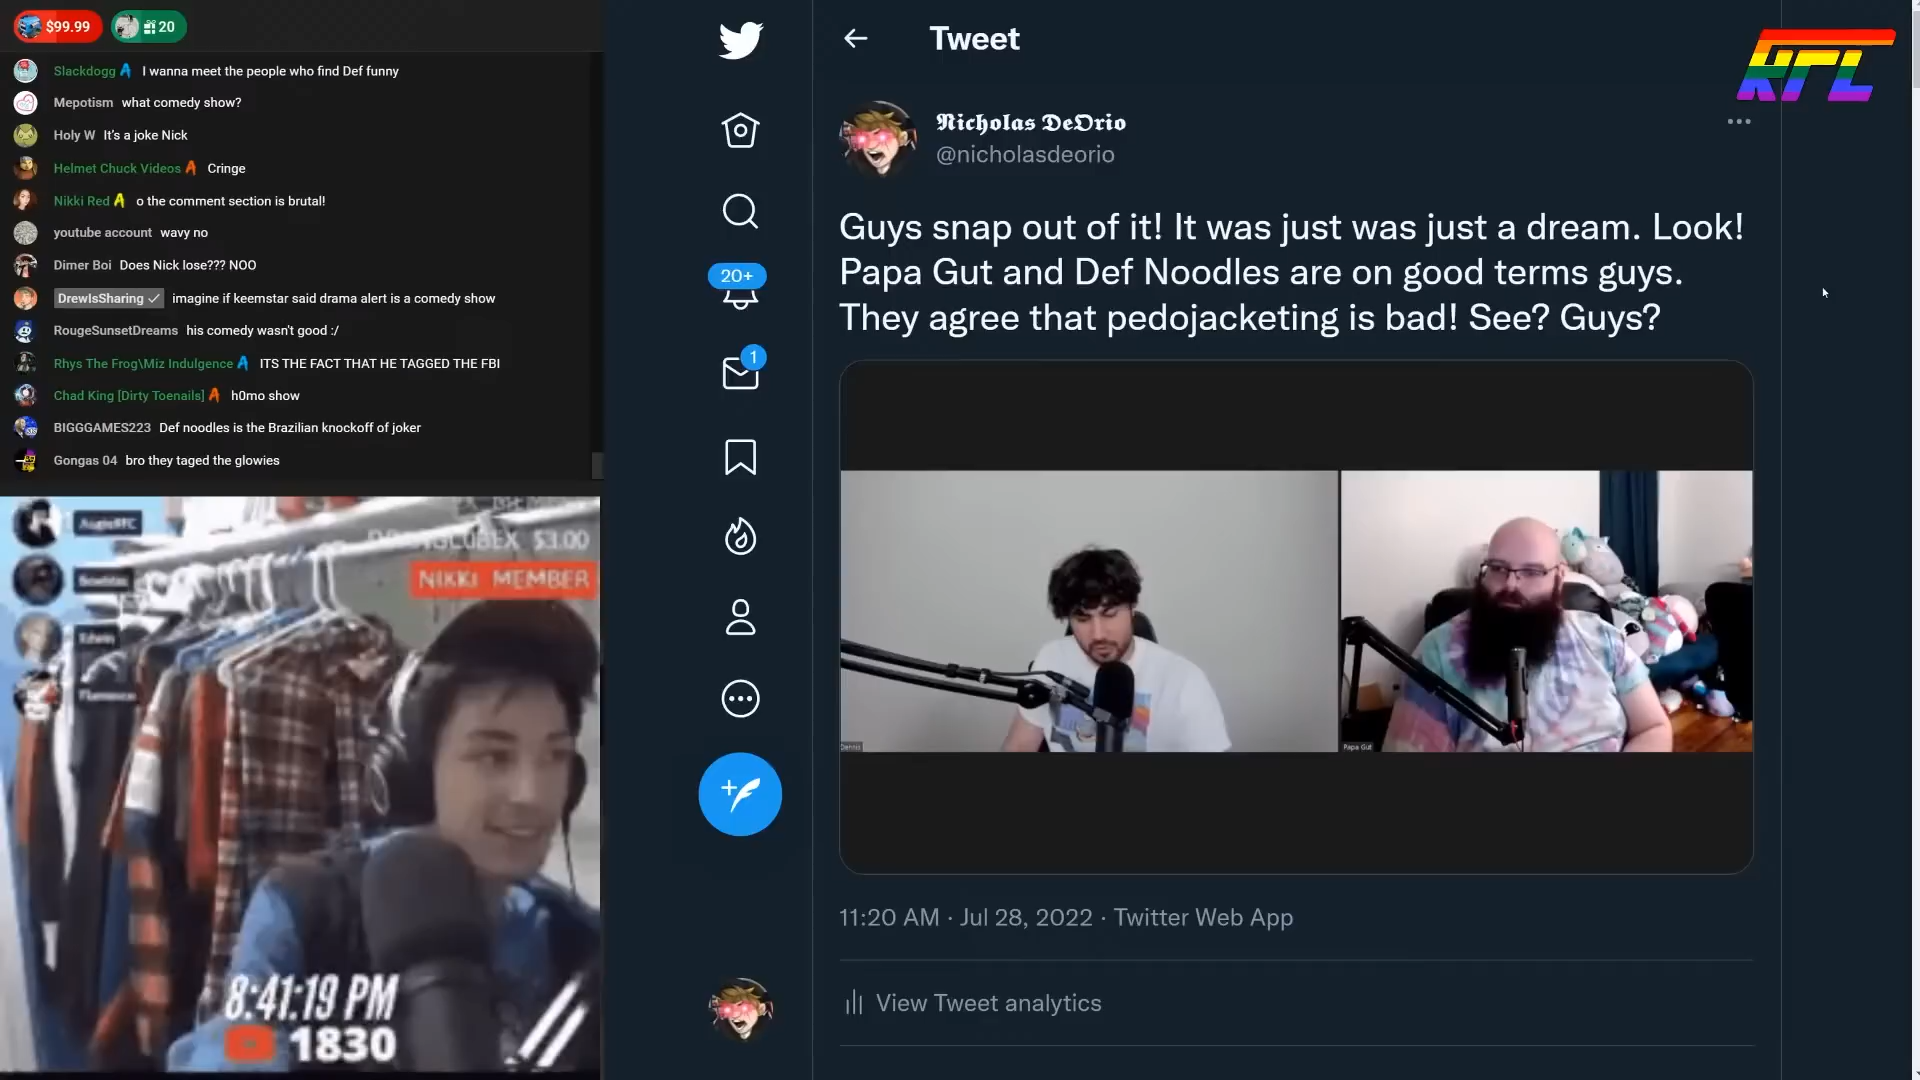 $99.99
20
Slackdogg I wanna meet the people who find Def funny
Mepotism what comedy show?
Holy W It's a joke Nick
Helmet Chuck Videos Cringe
Nikki Red o the comment section is brutal!
youtube account wavy no
Dimer Boi Does Nick lose??? NOO
DrewIsSharing imagine if keemstar said drama alert is a comedy show
RougeSunsetDreams his comedy wasn't good :/
Rhys The Frog\Miz Indulgence ITS THE FACT THAT HE TAGGED THE FBI
Chad King [Dirty Toenails] h0mo show
BIGGGAMES223 Def noodles is the Brazilian knockoff of joker
Gongas 04 bro they taged the glowies
$3.00
NIKKI MEMBER
Edwin
8:41:19 PM
1830
20+
1
Tweet
RFC
Nicholas DeOrio
@nicholasdeorio
Guys snap out of it! It was just was just a dream. Look!
Papa Gut and Def Noodles are on good terms guys.
They agree that pedojacketing is bad! See? Guys?
Dennis
Papa Gut
11:20 AM · Jul 28, 2022 · Twitter Web App
View Tweet analytics